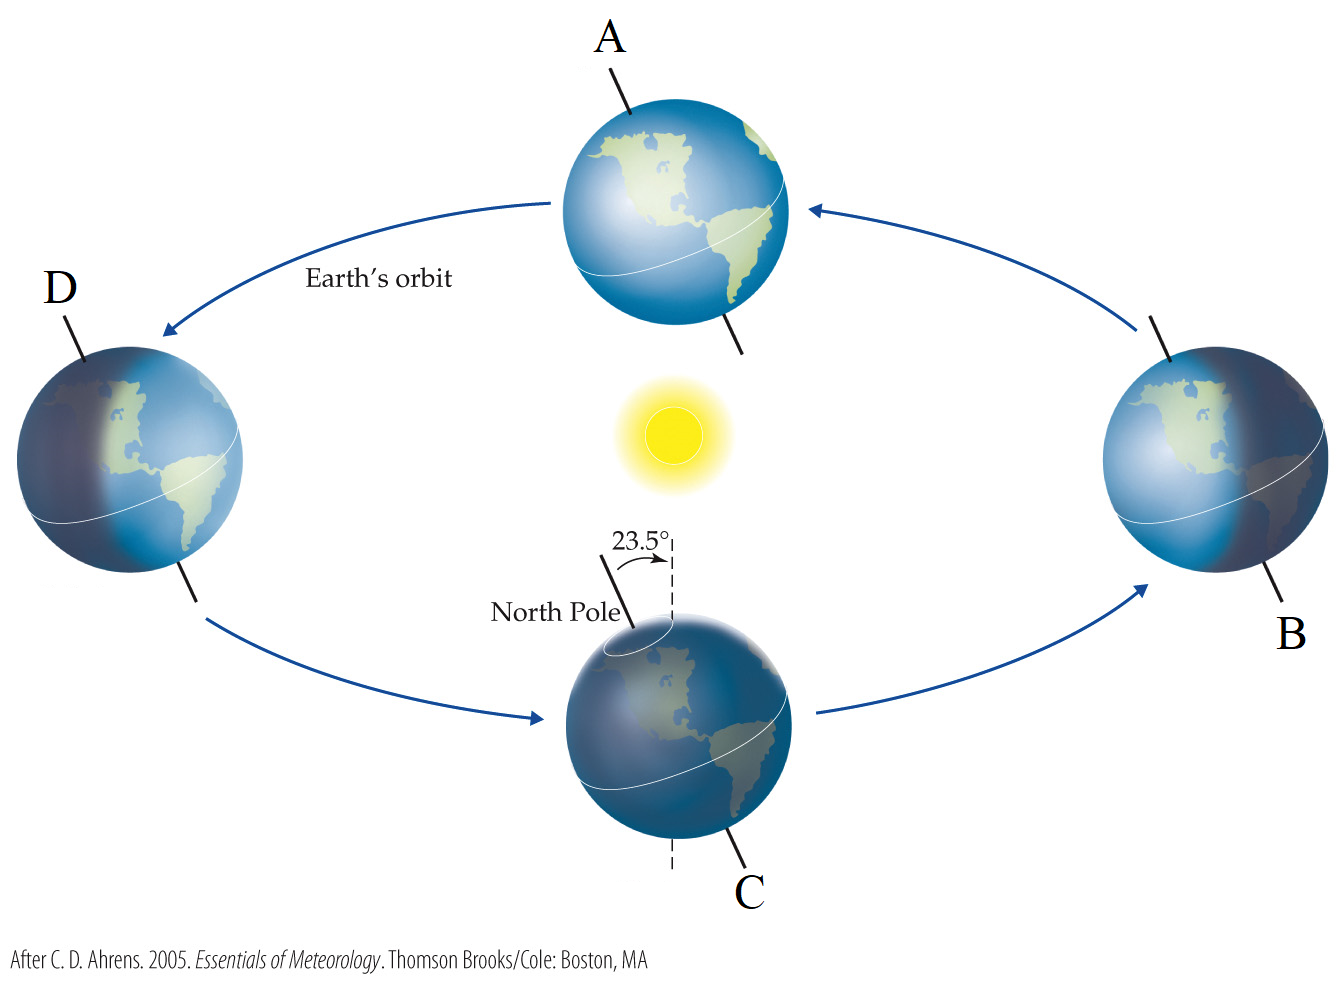 A
Earth’s orbit
D
23.5°
North Pole
B
C
After C. D. Ahrens. 2005. Essentials of Meteorology. Thomson Brooks/Cole: Boston, MA